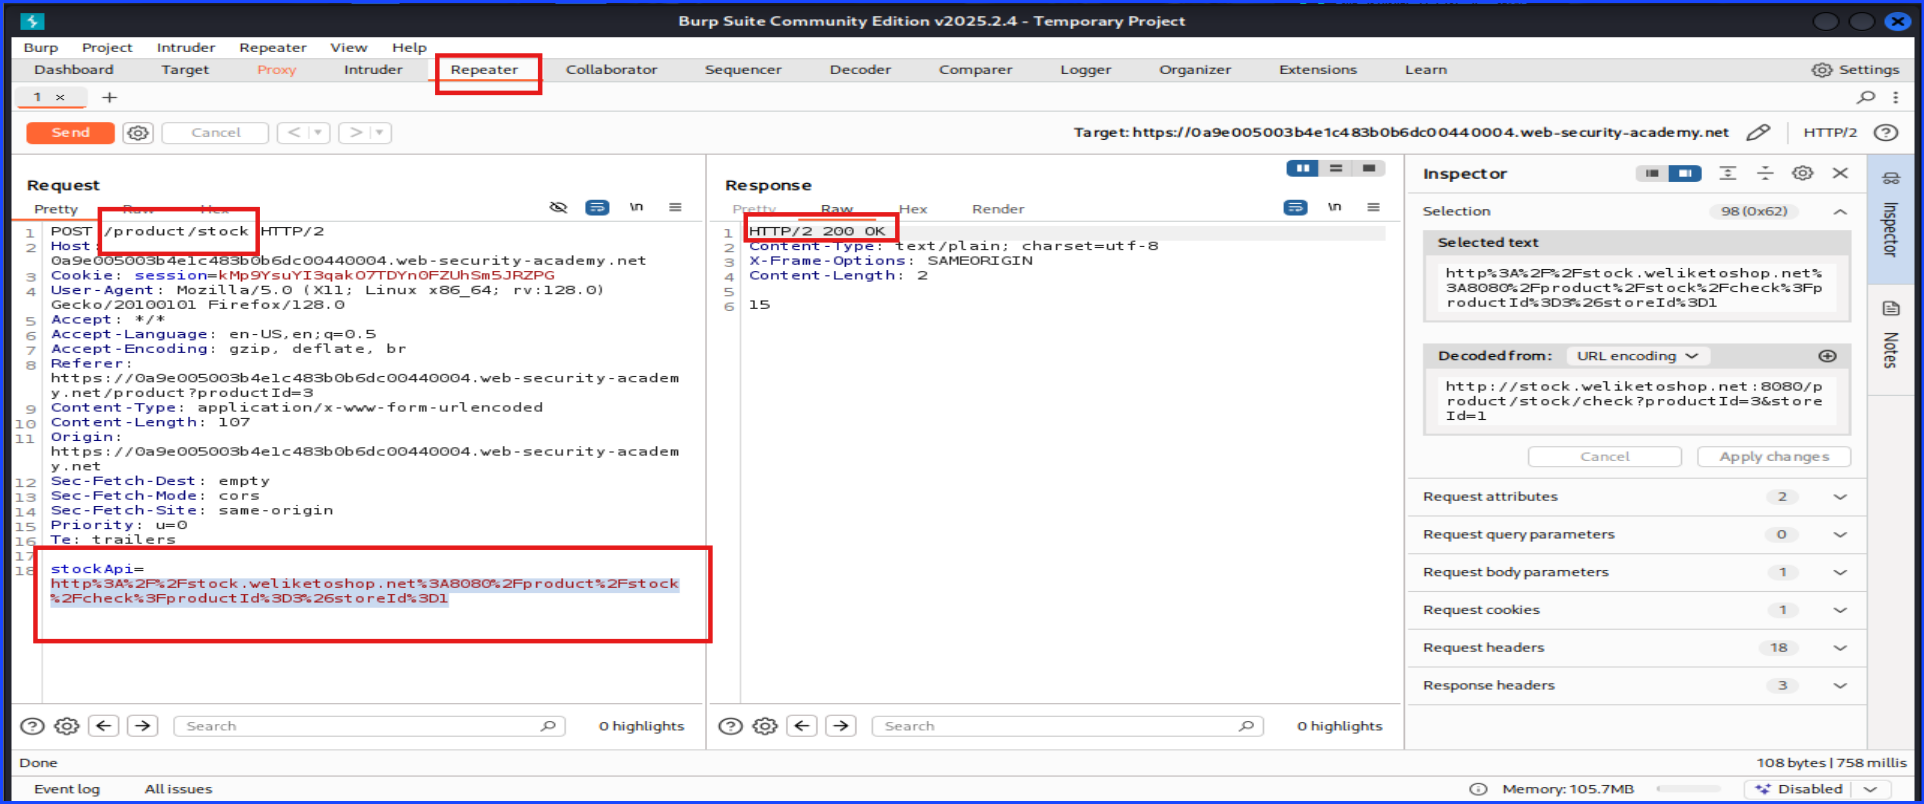 Burp Suite Community Edition v2025.2.4 - Temporary Project
Burp Project Intruder Repeater View Help
Dashboard Target Proxy Intruder Repeater Collaborator Sequencer Decoder Comparer Logger Organizer Extensions Learn Settings
1 × +
Send Cancel < > Target: https://0a9e005003b4e1c483b0b6dc00440004.web-security-academy.net HTTP/2
Request
Pretty Raw Hex \n
1 POST /product/stock HTTP/2
2 Host:
0a9e005003b4e1c483b0b6dc00440004.web-security-academy.net
3 Cookie: session=kMp9YsuYI3qakO7TDYn0FZUhSm5JRZPG
4 User-Agent: Mozilla/5.0 (X11; Linux x86_64; rv:128.0)
Gecko/20100101 Firefox/128.0
5 Accept: */*
6 Accept-Language: en-US,en;q=0.5
7 Accept-Encoding: gzip, deflate, br
8 Referer:
https://0a9e005003b4e1c483b0b6dc00440004.web-security-academ
y.net/product?productId=3
9 Content-Type: application/x-www-form-urlencoded
10 Content-Length: 107
11 Origin:
https://0a9e005003b4e1c483b0b6dc00440004.web-security-academ
y.net
12 Sec-Fetch-Dest: empty
13 Sec-Fetch-Mode: cors
14 Sec-Fetch-Site: same-origin
15 Priority: u=0
16 Te: trailers
17
18 stockApi=
http%3A%2F%2Fstock.weliketoshop.net%3A8080%2Fproduct%2Fstock
%2Fcheck%3FproductId%3D3%26storeId%3D1
Search 0 highlights
Response
Pretty Raw Hex Render \n
1 HTTP/2 200 OK
2 Content-Type: text/plain; charset=utf-8
3 X-Frame-Options: SAMEORIGIN
4 Content-Length: 2
5
6 15
Search 0 highlights
Inspector
Selection 98 (0x62)
Selected text
http%3A%2F%2Fstock.weliketoshop.net%
3A8080%2Fproduct%2Fstock%2Fcheck%3Fp
roductId%3D3%26storeId%3D1
Decoded from: URL encoding
http://stock.weliketoshop.net:8080/p
roduct/stock/check?productId=3&store
Id=1
Cancel Apply changes
Request attributes 2
Request query parameters 0
Request body parameters 1
Request cookies 1
Request headers 18
Response headers 3
Inspector
Notes
Done 108 bytes | 758 millis
Event log All issues Memory: 105.7MB Disabled